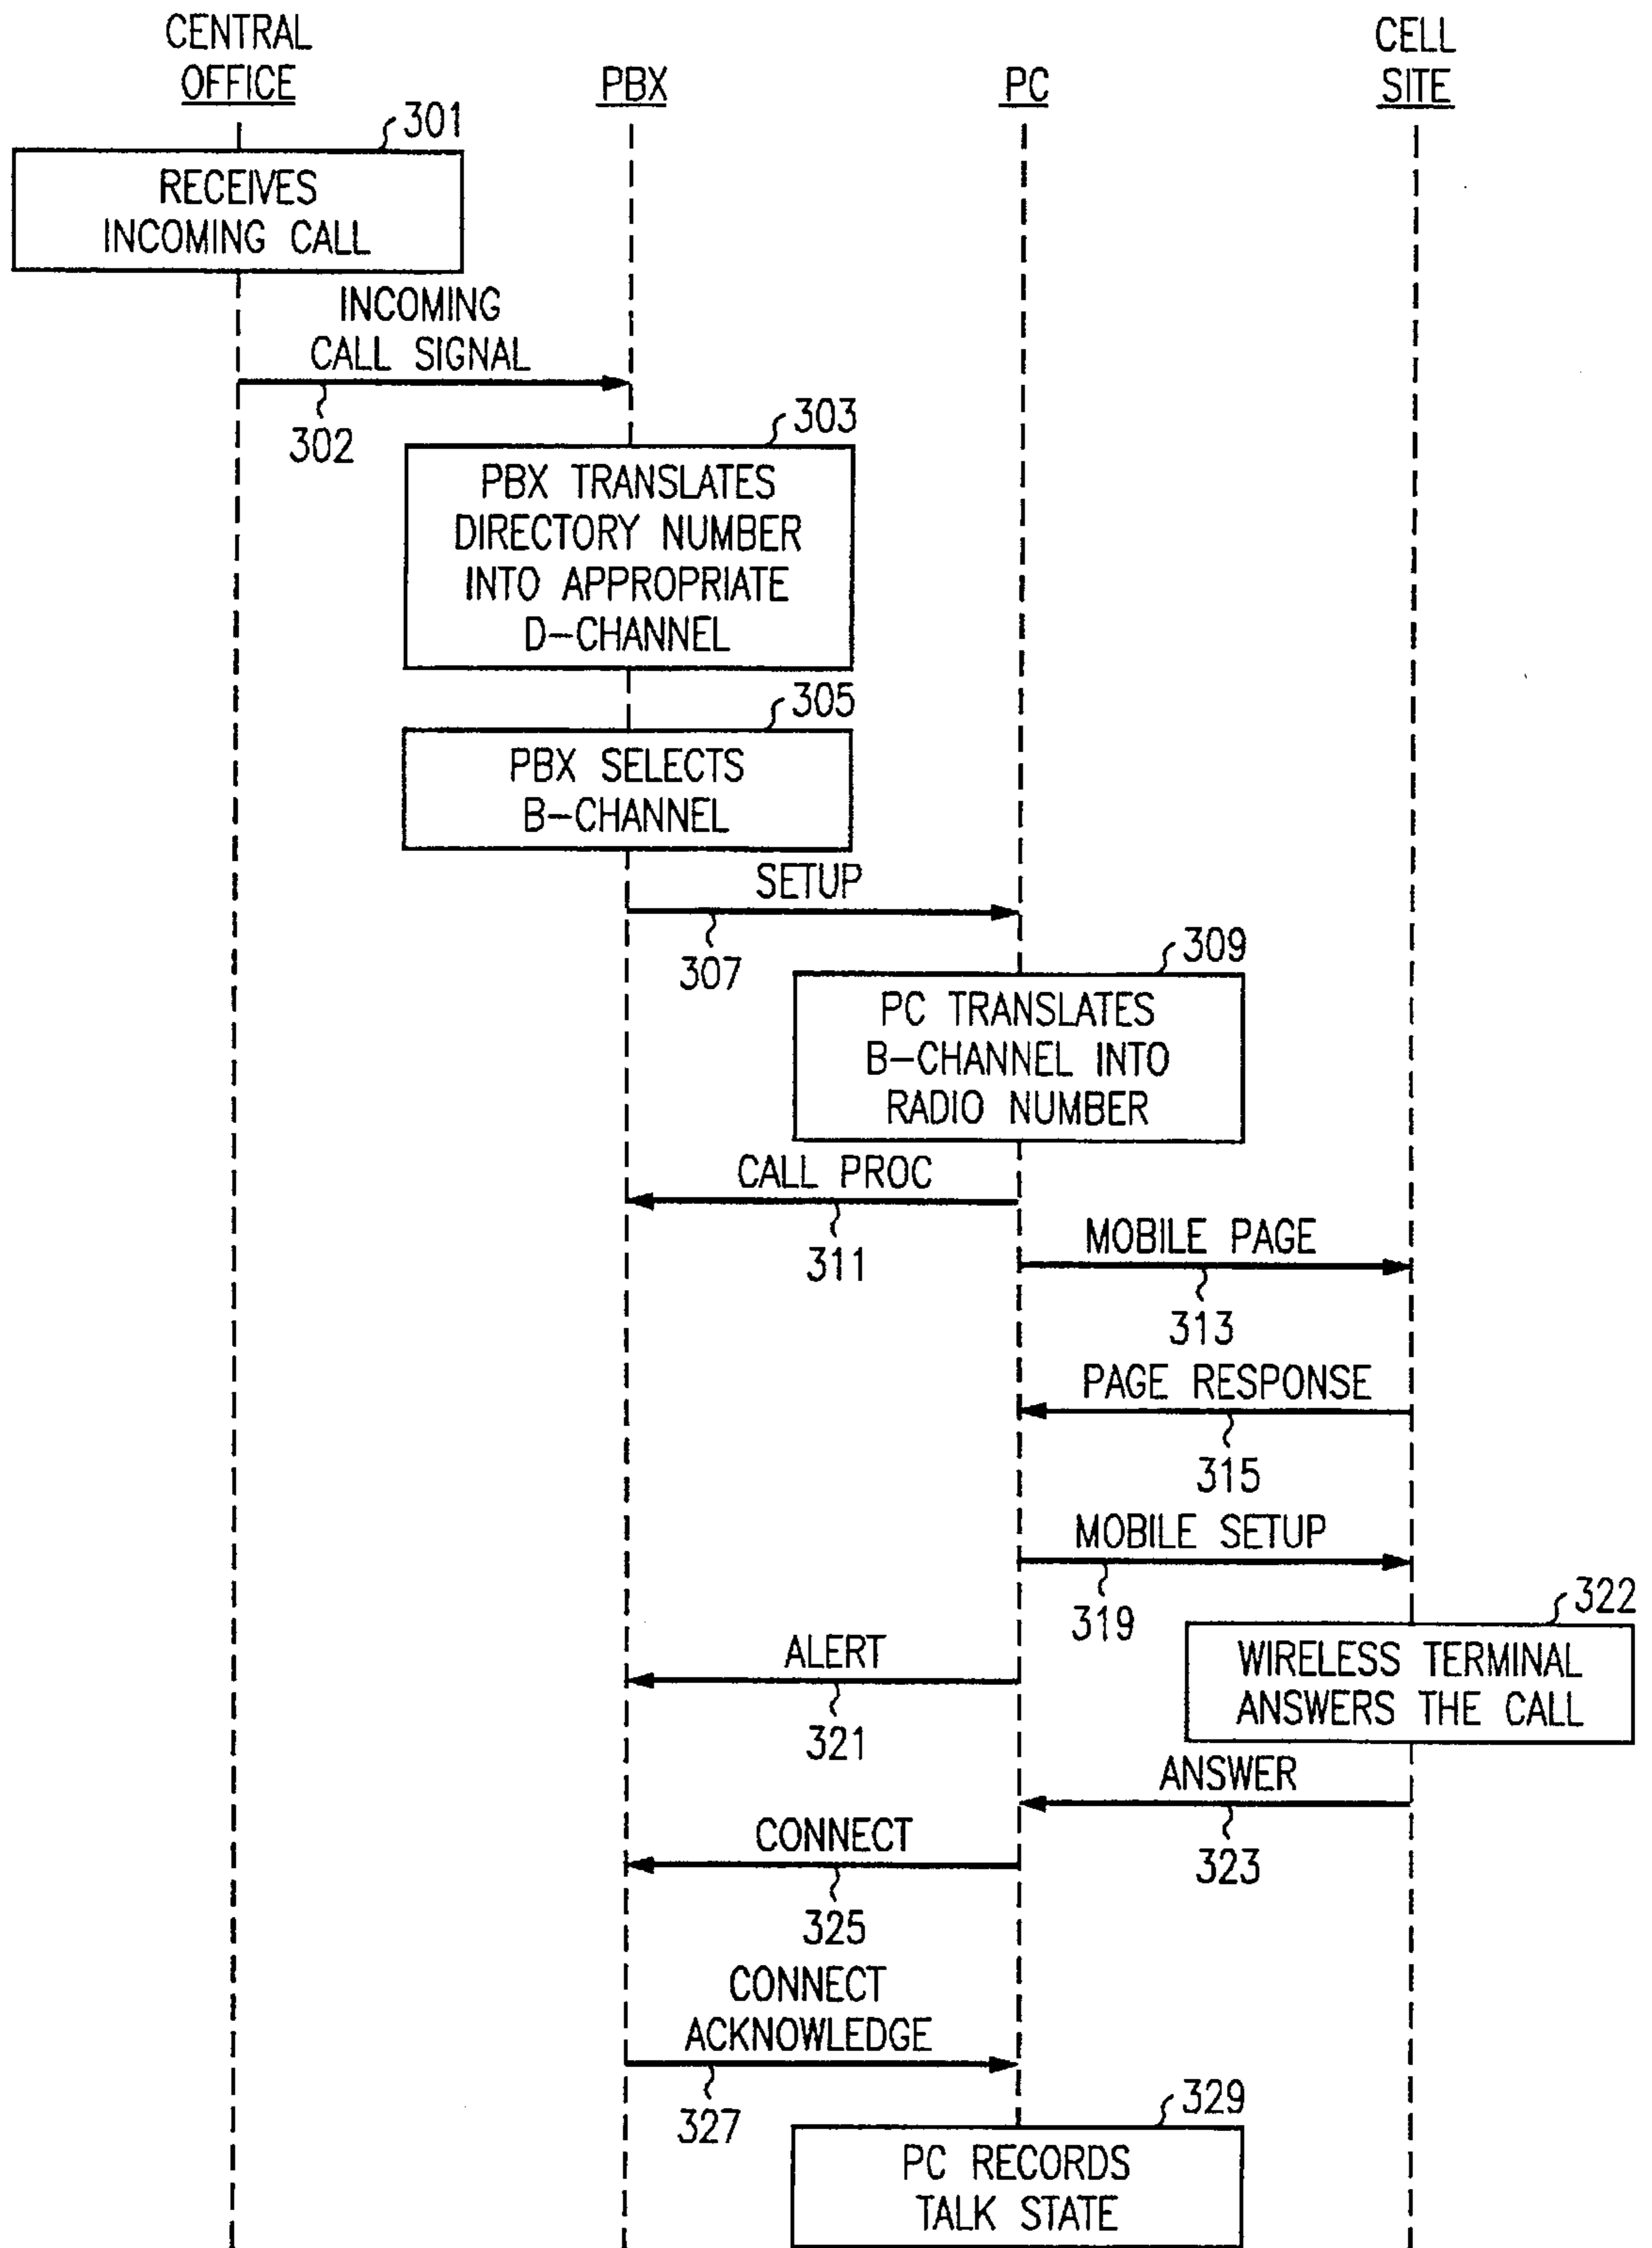 CENTRAL
OFFICE
PBX
PC
CELL
SITE
301
RECEIVES
INCOMING CALL
INCOMING
CALL SIGNAL
302
303
PBX TRANSLATES
DIRECTORY NUMBER
INTO APPROPRIATE
D-CHANNEL
305
PBX SELECTS
B-CHANNEL
SETUP
307
309
PC TRANSLATES
B-CHANNEL INTO
RADIO NUMBER
CALL PROC
311
MOBILE PAGE
313
PAGE RESPONSE
315
MOBILE SETUP
319
322
WIRELESS TERMINAL
ANSWERS THE CALL
ALERT
321
ANSWER
323
CONNECT
325
CONNECT
ACKNOWLEDGE
327
329
PC RECORDS
TALK STATE